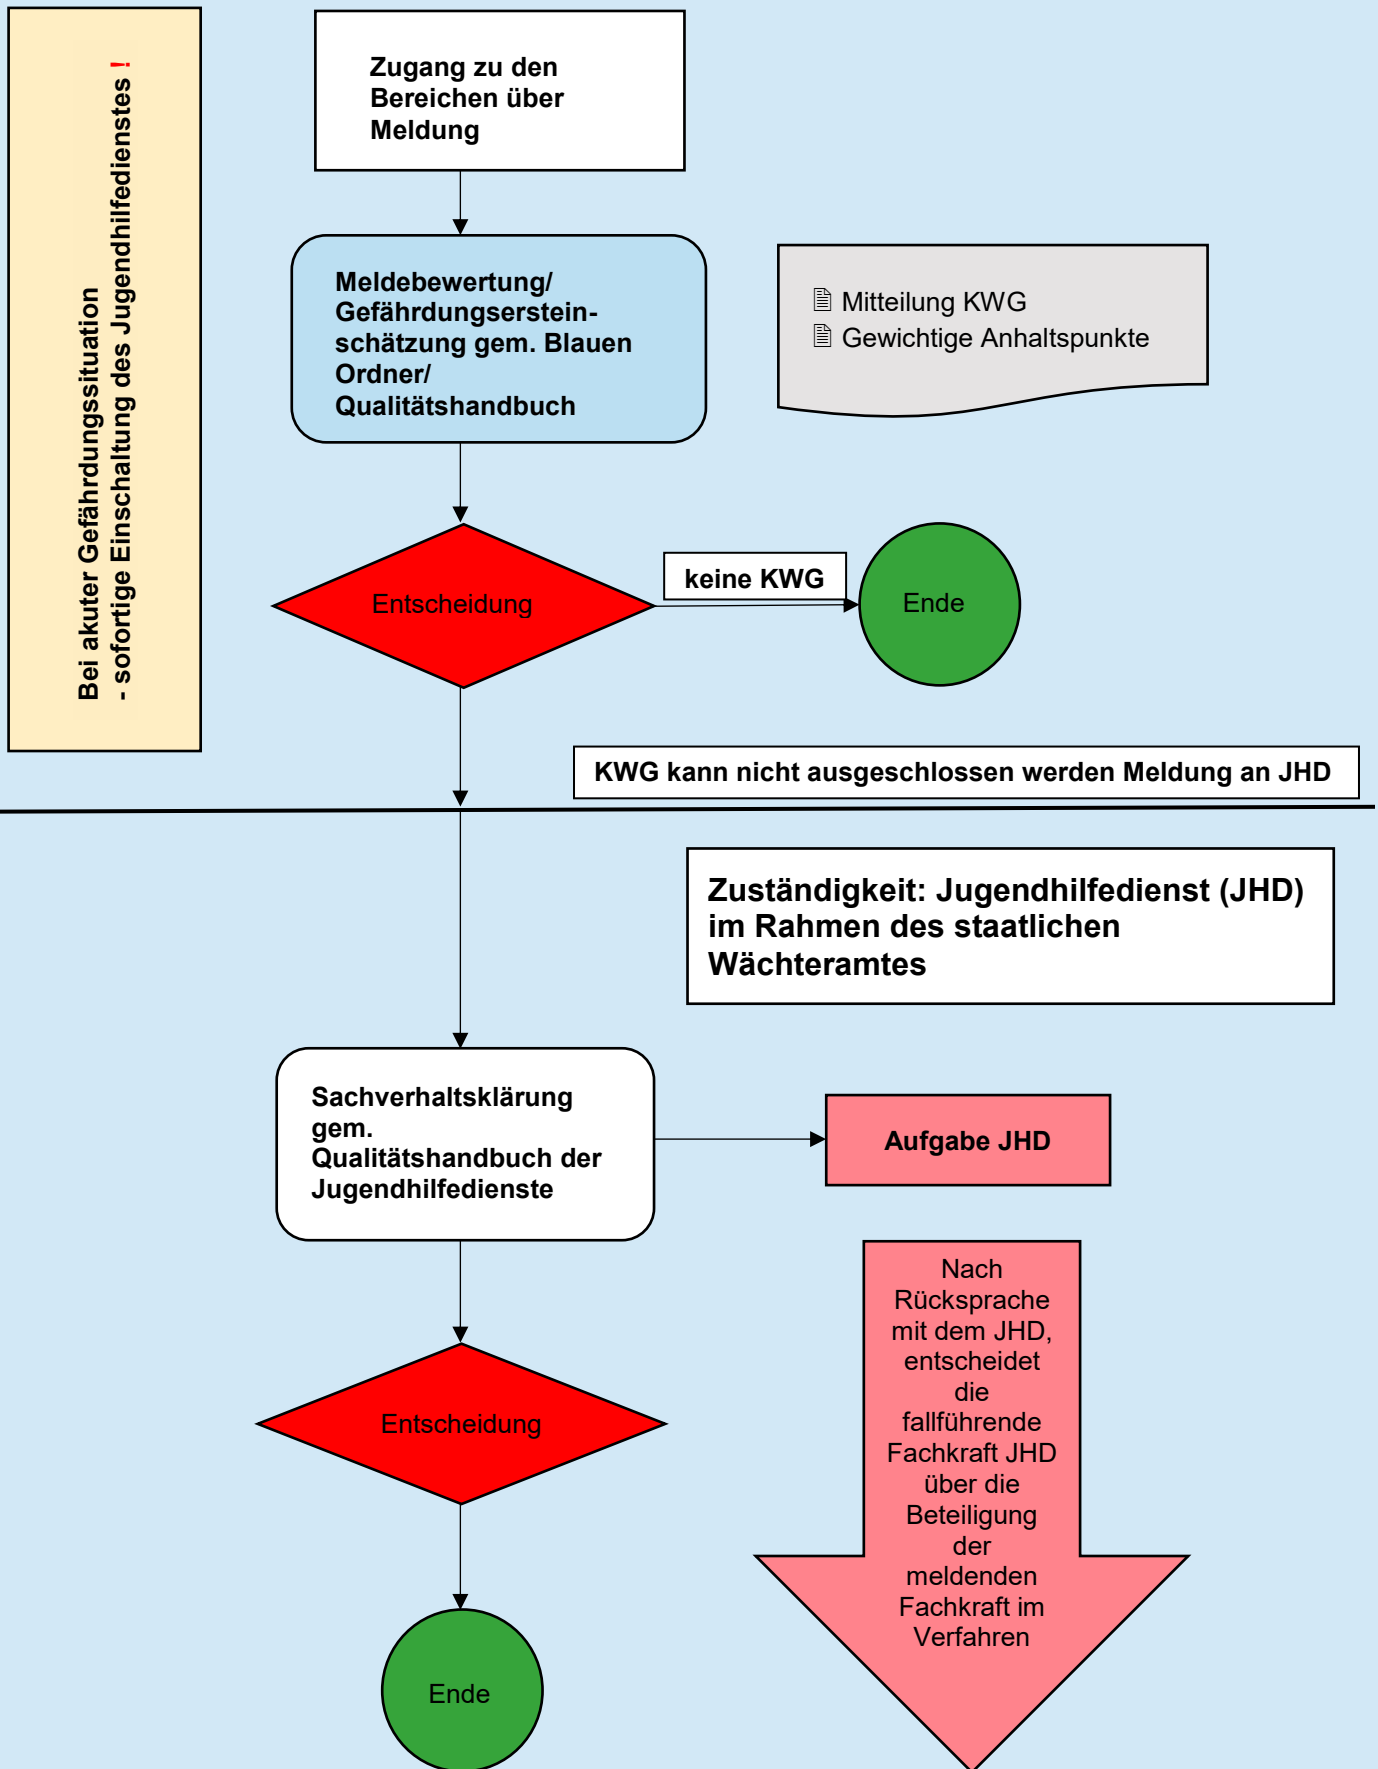 Bei akuter Gefährdungssituation
- sofortige Einschaltung des Jugendhilfedienstes !
Zugang zu den
Bereichen über
Meldung
Meldebewertung/
Gefährdungserstein-
schätzung gem. Blauen
Ordner/
Qualitätshandbuch
Mitteilung KWG
Gewichtige Anhaltspunkte
Entscheidung
keine KWG
Ende
KWG kann nicht ausgeschlossen werden Meldung an JHD
Zuständigkeit: Jugendhilfedienst (JHD)
im Rahmen des staatlichen
Wächteramtes
Sachverhaltsklärung
gem.
Qualitätshandbuch der
Jugendhilfedienste
Aufgabe JHD
Nach
Rücksprache
mit dem JHD,
entscheidet
die
fallführende
Fachkraft JHD
über die
Beteiligung
der
meldenden
Fachkraft im
Verfahren
Entscheidung
Ende